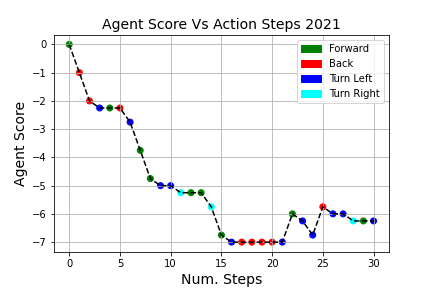 Agent Score Vs Action Steps 2021
Forward
Back
Turn Left
Turn Right
Agent Score
0
−1
−2
−3
−4
−5
−6
−7
0 5 10 15 20 25 30
Num. Steps